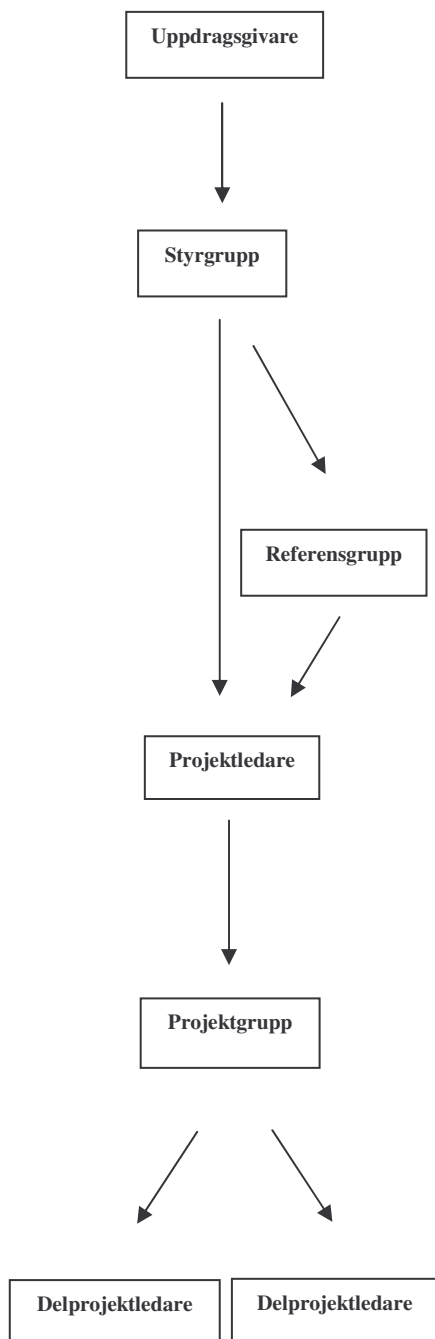 Uppdragsgivare
Styrgrupp
Referensgrupp
Projektledare
Projektgrupp
Delprojektledare
Delprojektledare